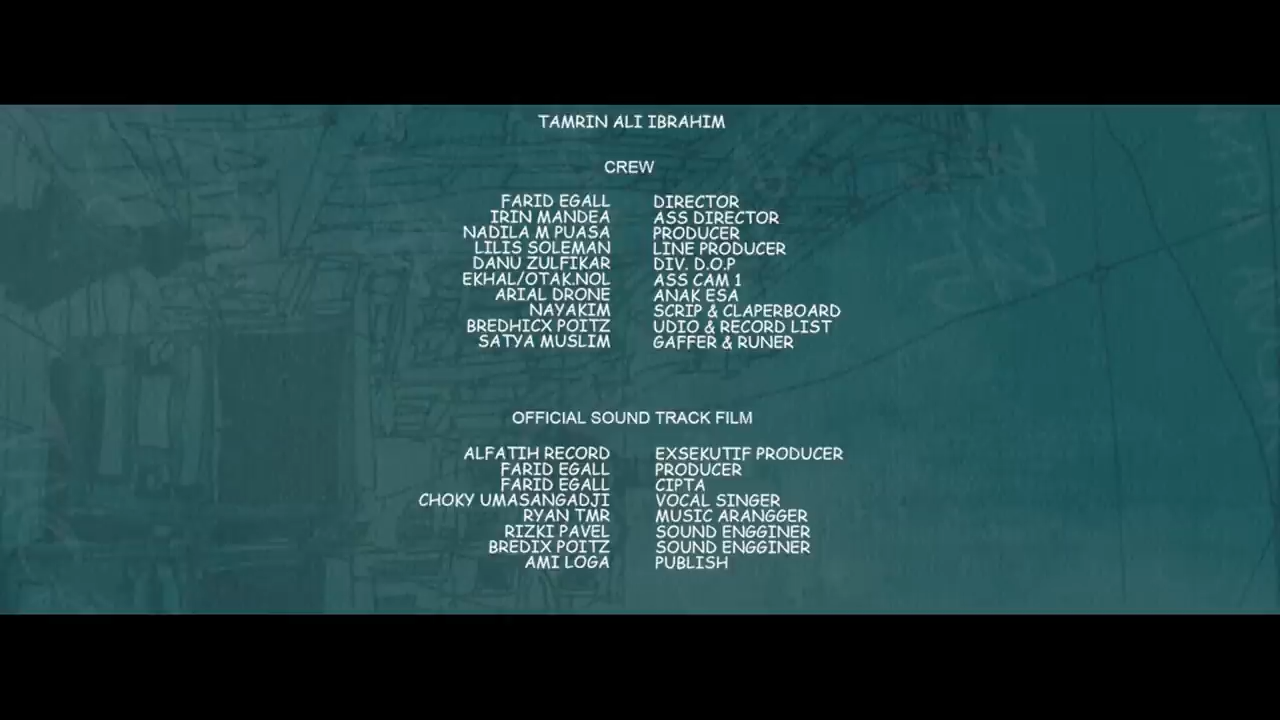 TAMRIN ALI IBRAHIM
CREW
FARID EGALL DIRECTOR
IRIN MANDEA ASS DIRECTOR
NADILA M PUASA PRODUCER
LILIS SOLEMAN LINE PRODUCER
DANU ZULFIKAR DIV. D.O.P
EKHAL/OTAK.NOL ASS CAM 1
ARIAL DRONE ANAK ESA
NAYAKIM SCRIP & CLAPERBOARD
BREDHICX POITZ UDIO & RECORD LIST
SATYA MUSLIM GAFFER & RUNER
OFFICIAL SOUND TRACK FILM
ALFATIH RECORD EXSEKUTIF PRODUCER
FARID EGALL PRODUCER
FARID EGALL CIPTA
CHOKY UMASANGADJI VOCAL SINGER
RYAN TMR MUSIC ARANGGER
RIZKI PAVEL SOUND ENGGINER
BREDIX POITZ SOUND ENGGINER
AMI LOGA PUBLISH